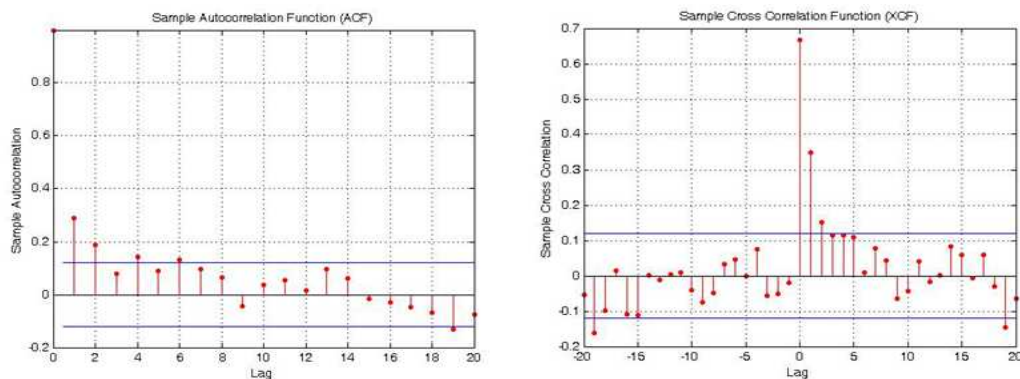 Sample Autocorrelation Function (ACF)
0.8
0.6
0.4
0.2
0
-0.2
0 2 4 6 8 10 12 14 16 18 20
Lag
Sample Autocorrelation
Sample Cross Correlation Function (XCF)
0.7
0.6
0.5
0.4
0.3
0.2
0.1
0
-0.1
-0.2
-20 -15 -10 -5 0 5 10 15 20
Lag
Sample Cross Correlation